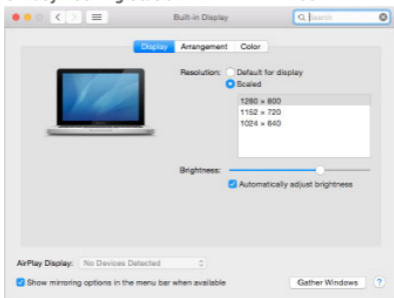 Built-in Display
Search
Display Arrangement Color
Resolution: Default for display
Scaled
1280 × 800
1152 × 720
1024 × 640
Brightness:
Automatically adjust brightness
AirPlay Display: No Devices Detected
Show mirroring options in the menu bar when available
Gather Windows ?